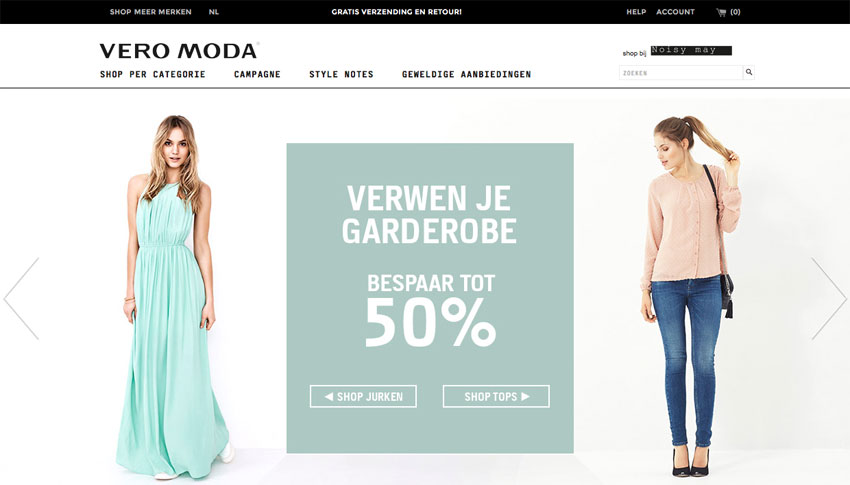 SHOP MEER MERKEN NL GRATIS VERZENDING EN RETOUR! HELP ACCOUNT (0)
VERO MODA
shop bij Noisy may
SHOP PER CATEGORIE CAMPAGNE STYLE NOTES GEWELDIGE AANBIEDINGEN
ZOEKEN
VERWEN JE
GARDEROBE
BESPAAR TOT
50%
SHOP JURKEN SHOP TOPS